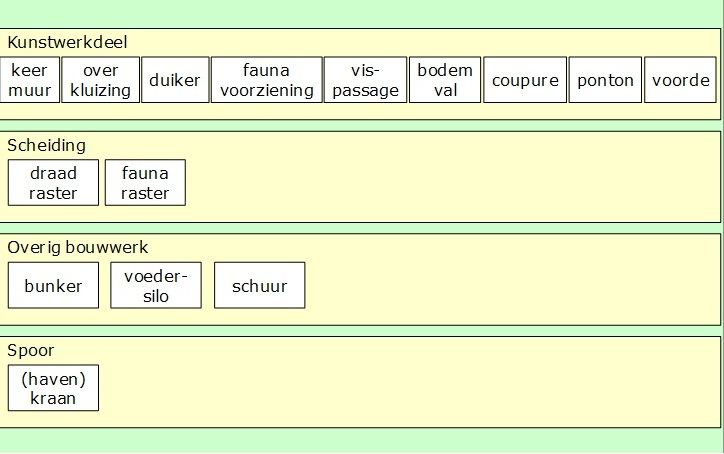 Kunstwerkdeel
keer
muur
over
kluizing
duiker
fauna
voorziening
vis-
passage
bodem
val
coupure
ponton
voorde
Scheiding
draad
raster
fauna
raster
Overig bouwwerk
bunker
voeder-
silo
schuur
Spoor
(haven)
kraan